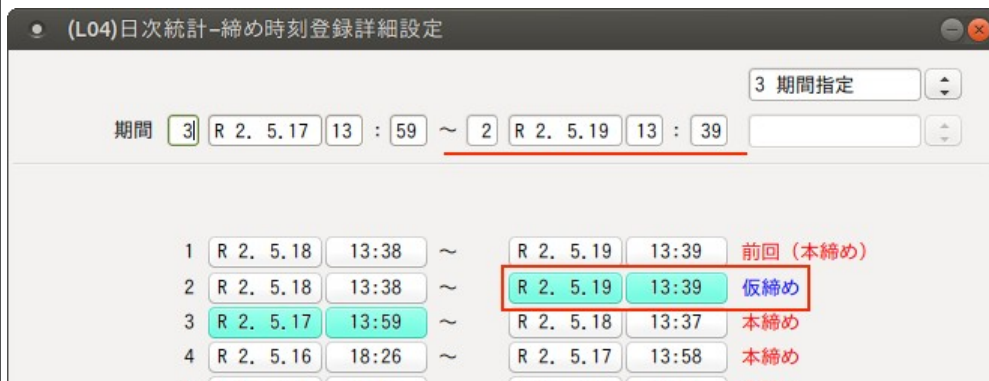 (L04)日次統計−締め時刻登録詳細設定
3 期間指定
期間 3 R 2. 5.17 13 : 59 ～ 2 R 2. 5.19 13 : 39
1 R 2. 5.18 13:38 ～ R 2. 5.19 13:39 前回（本締め）
2 R 2. 5.18 13:38 ～ R 2. 5.19 13:39 仮締め
3 R 2. 5.17 13:59 ～ R 2. 5.18 13:37 本締め
4 R 2. 5.16 18:26 ～ R 2. 5.17 13:58 本締め